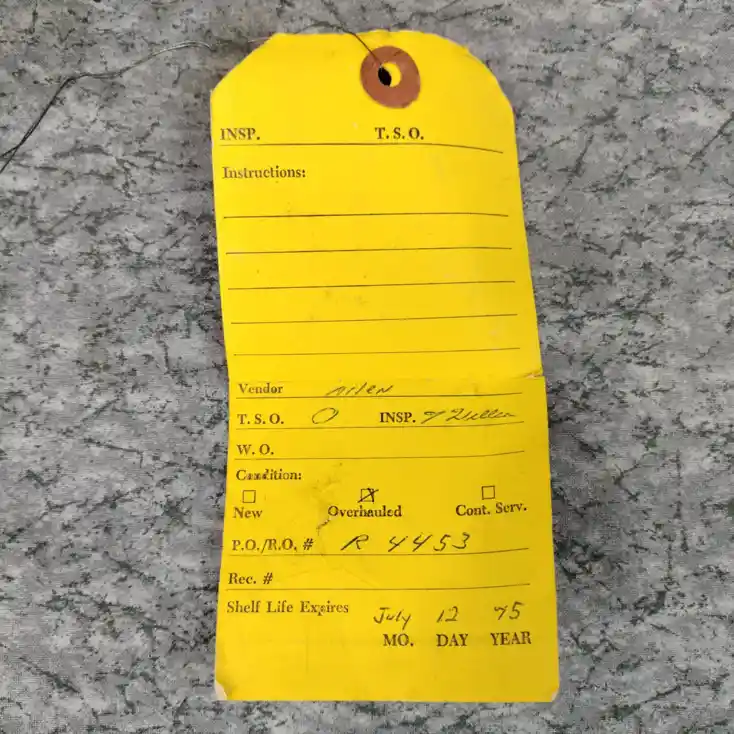 INSP. T.S.O.
Instructions:
Vendor
T.S.O. 0 INSP.
W.O.
Condition:
☐ ☒ ☐
New Overhauled Cont. Serv.
P.O./R.O. # R 4453
Rec. #
Shelf Life Expires July 12 75
MO. DAY YEAR